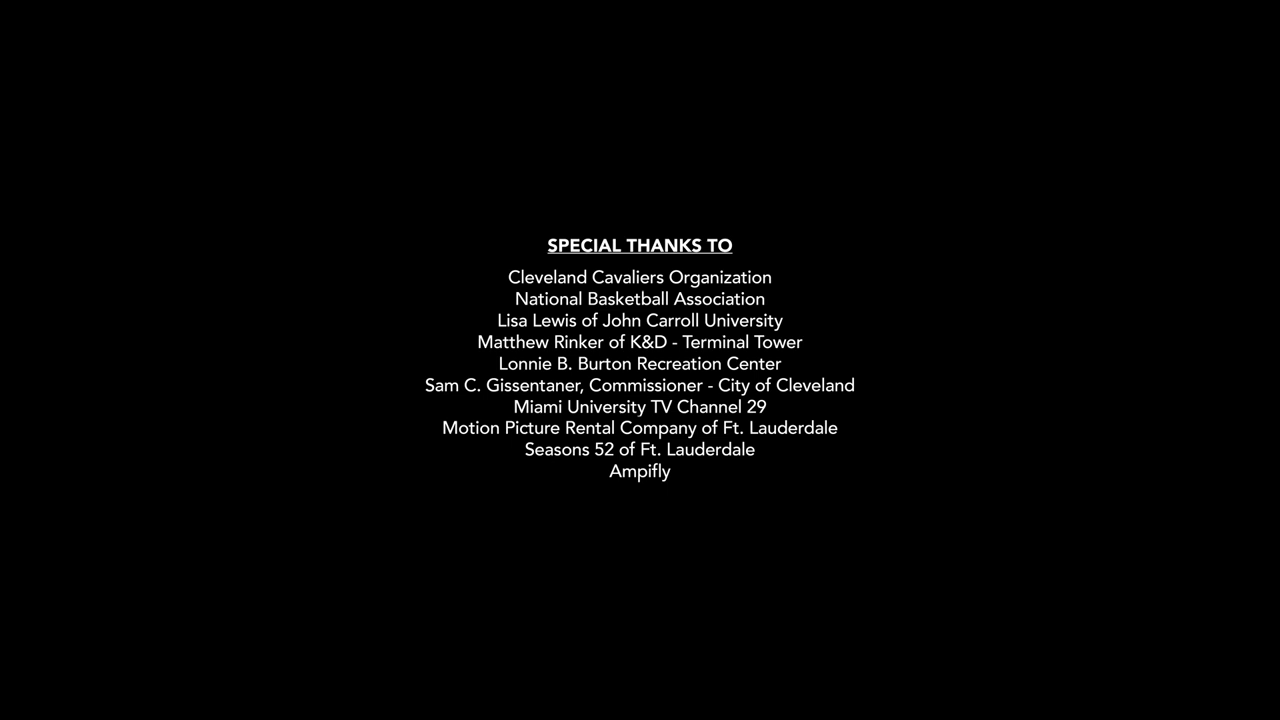 SPECIAL THANKS TO
Cleveland Cavaliers Organization
National Basketball Association
Lisa Lewis of John Carroll University
Matthew Rinker of K&D - Terminal Tower
Lonnie B. Burton Recreation Center
Sam C. Gissentaner, Commissioner - City of Cleveland
Miami University TV Channel 29
Motion Picture Rental Company of Ft. Lauderdale
Seasons 52 of Ft. Lauderdale
Ampifly